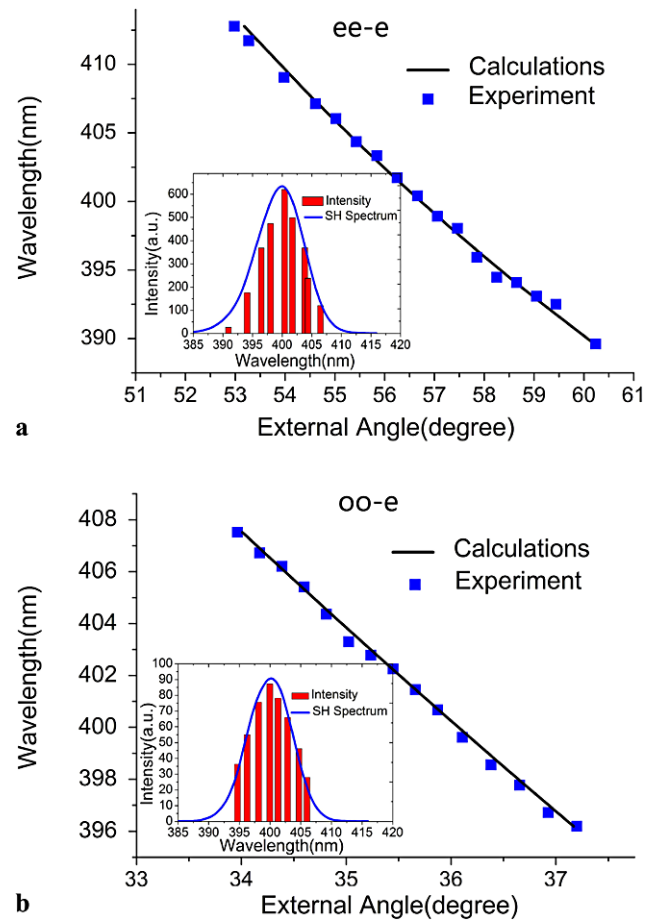 ee-e
Calculations
Experiment
Wavelength(nm)
410
405
400
395
390
Intensity(a.u.)
600
500
400
300
200
100
0
Intensity
SH Spectrum
385 390 395 400 405 410 415 420
Wavelength(nm)
51 52 53 54 55 56 57 58 59 60 61
a External Angle(degree)
oo-e
Calculations
Experiment
Wavelength(nm)
408
406
404
402
400
398
396
Intensity(a.u.)
100
90
80
70
60
50
40
30
20
10
0
Intensity
SH Spectrum
385 390 395 400 405 410 415 420
Wavelength(nm)
33 34 35 36 37
b External Angle(degree)